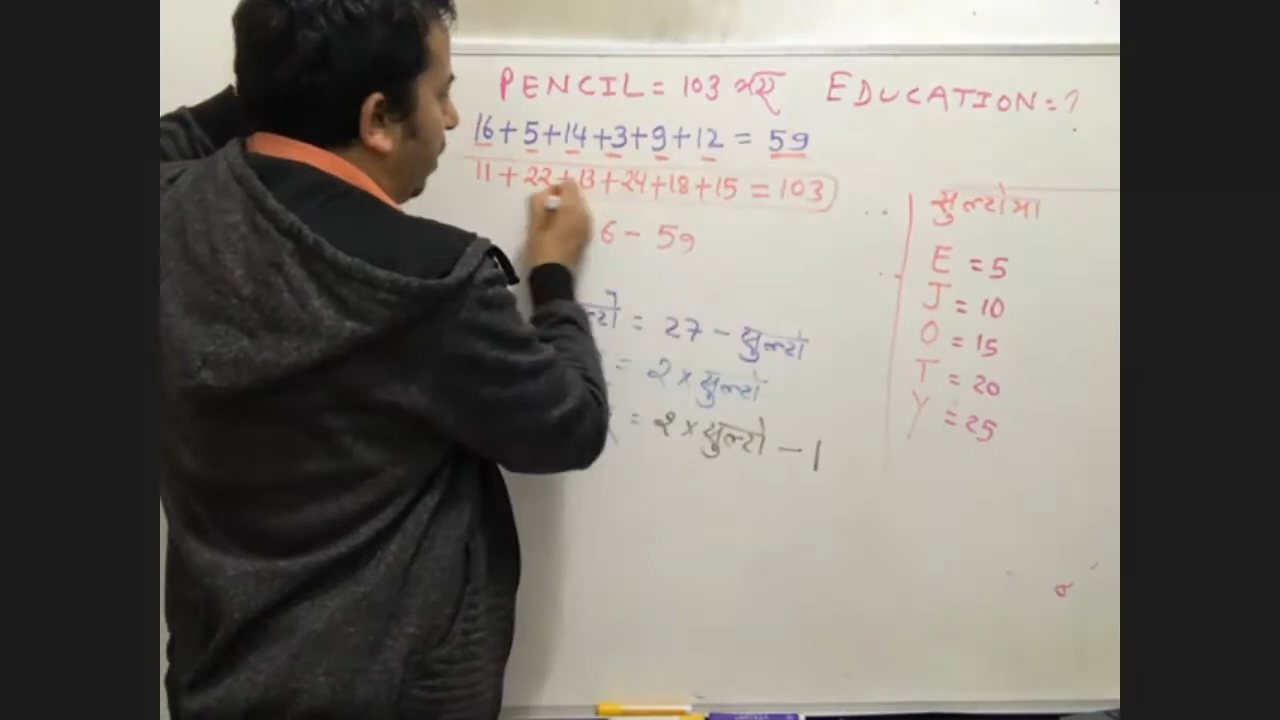 PENCIL = 103 भए EDUCATION = ?
16+5+14+3+9+12 = 59
11+22+13+24+18+15 = 103
6 - 59
= 27 - सुल्टो
= 2 × सुल्टो
= 2 × सुल्टो - 1
सुल्टोमा
E = 5
J = 10
O = 15
T = 20
Y = 25